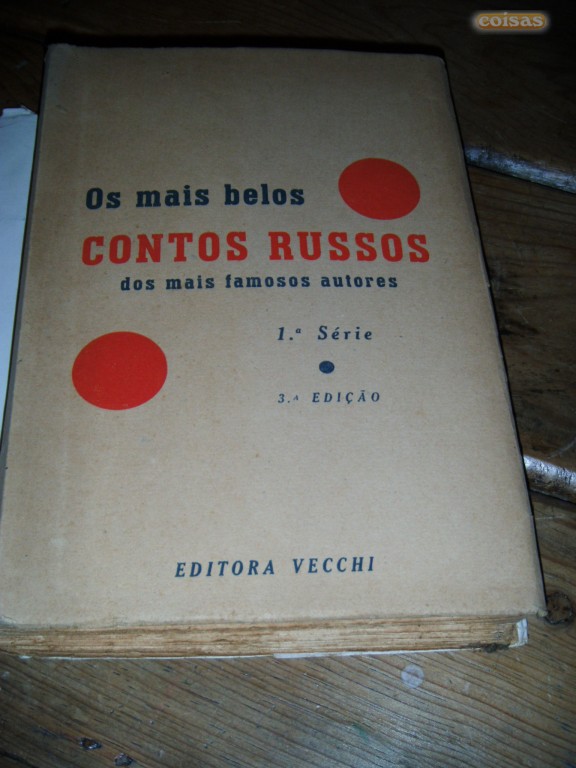 coisas
Os mais belos
CONTOS RUSSOS
dos mais famosos autores
1.ª Série
3.ª EDIÇÃO
EDITORA VECCHI